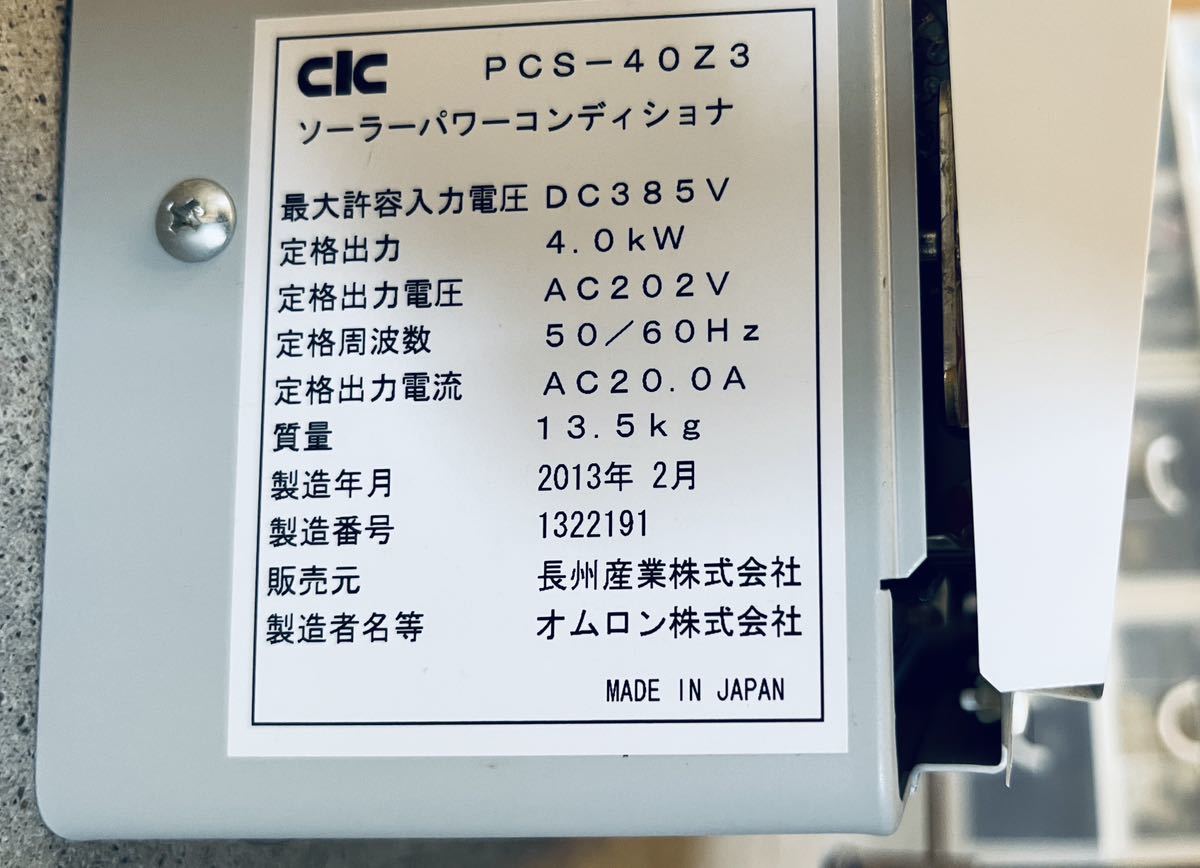 CIC PCS-40Z3
ソーラーパワーコンディショナ
最大許容入力電圧 DC385V
定格出力 4.0kW
定格出力電圧 AC202V
定格周波数 50/60Hz
定格出力電流 AC20.0A
質量 13.5kg
製造年月 2013年 2月
製造番号 1322191
販売元 長州産業株式会社
製造者名等 オムロン株式会社
MADE IN JAPAN